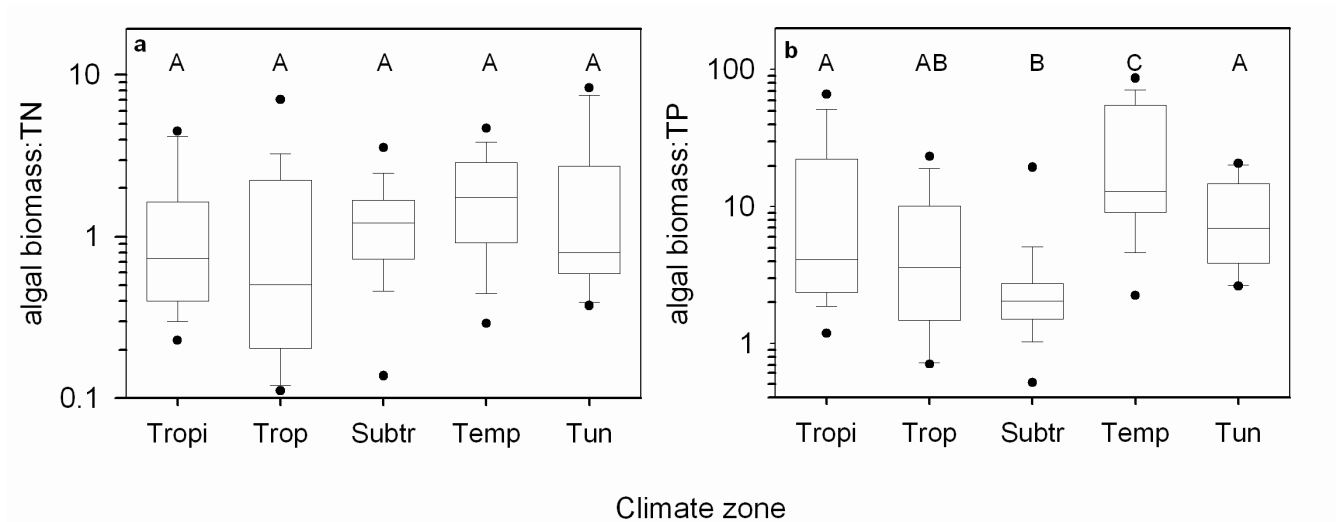 a
A A A A A
10
1
0.1
algal biomass:TN
Tropi Trop Subtr Temp Tun
b
A AB B C A
100
10
1
algal biomass:TP
Tropi Trop Subtr Temp Tun
Climate zone